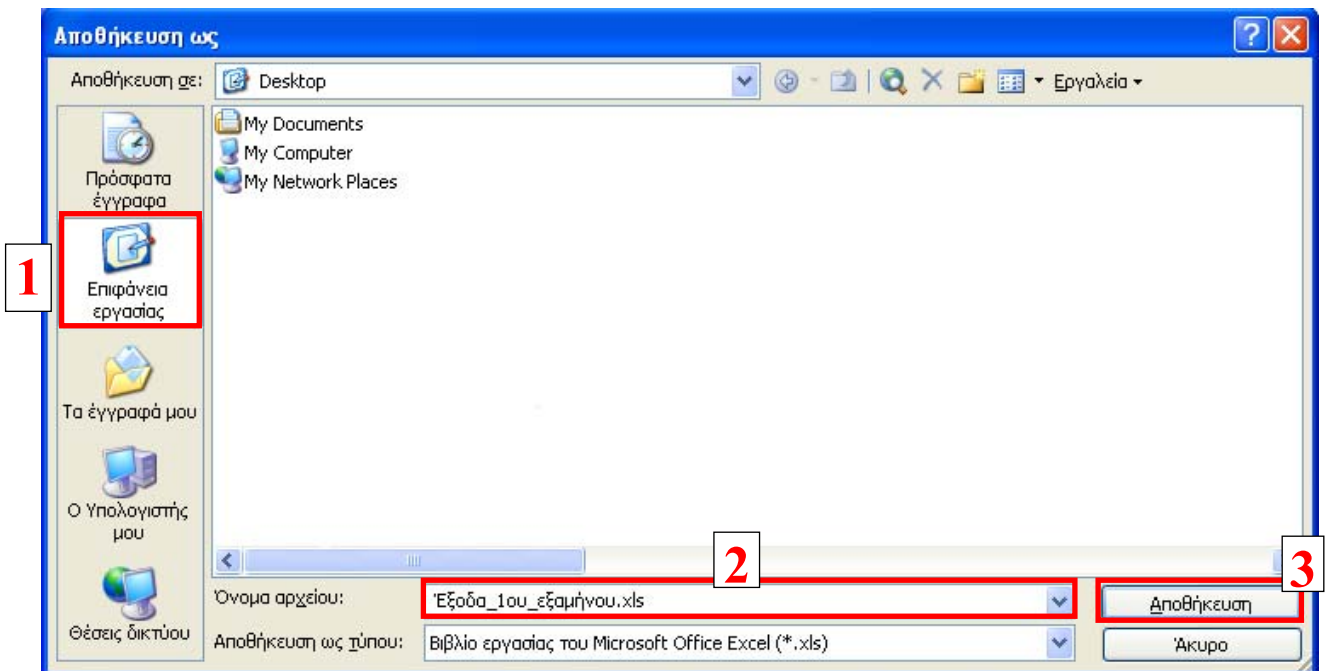 Αποθήκευση ως
Αποθήκευση σε:
Desktop
Εργαλεία
My Documents
My Computer
My Network Places
Πρόσφατα
έγγραφα
1
Επιφάνεια
εργασίας
Τα έγγραφά μου
Ο Υπολογιστής
μου
Θέσεις δικτύου
2
3
Όνομα αρχείου:
Έξοδα_1ου_εξαμήνου.xls
Αποθήκευση
Αποθήκευση ως τύπου:
Βιβλίο εργασίας του Microsoft Office Excel (*.xls)
Άκυρο